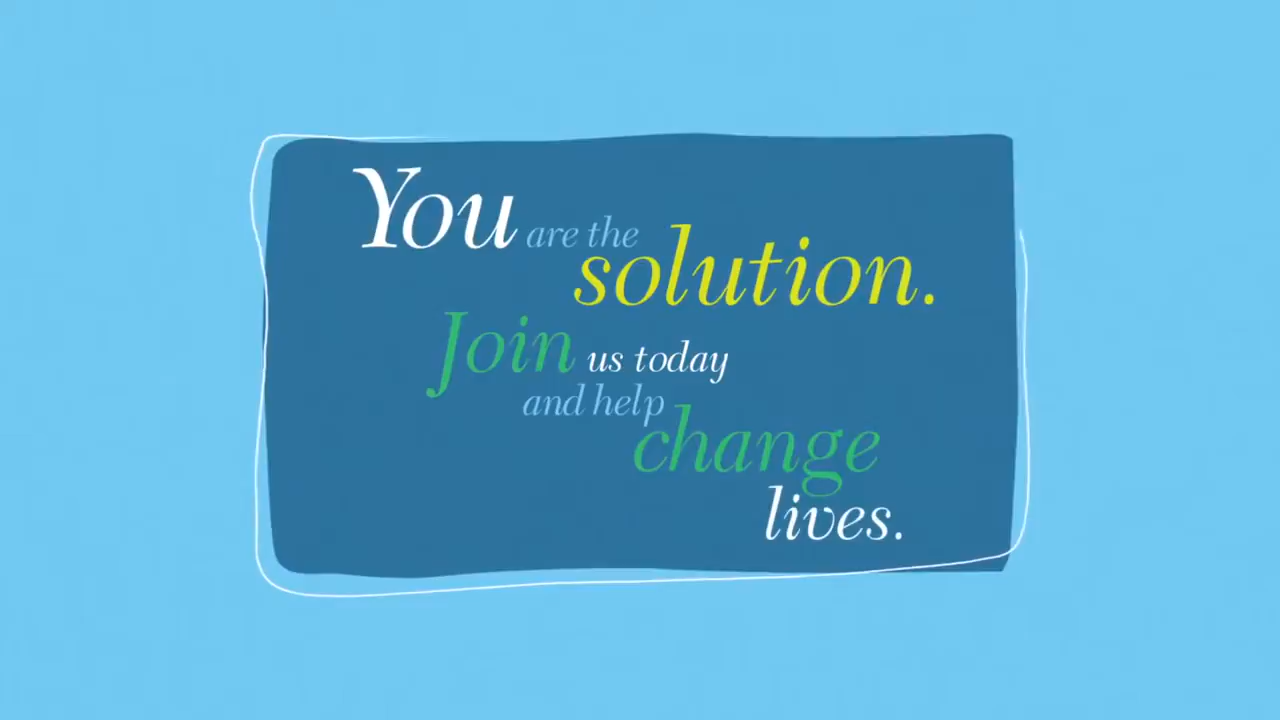 You are the
solution.
Join us today
and help
change
lives.